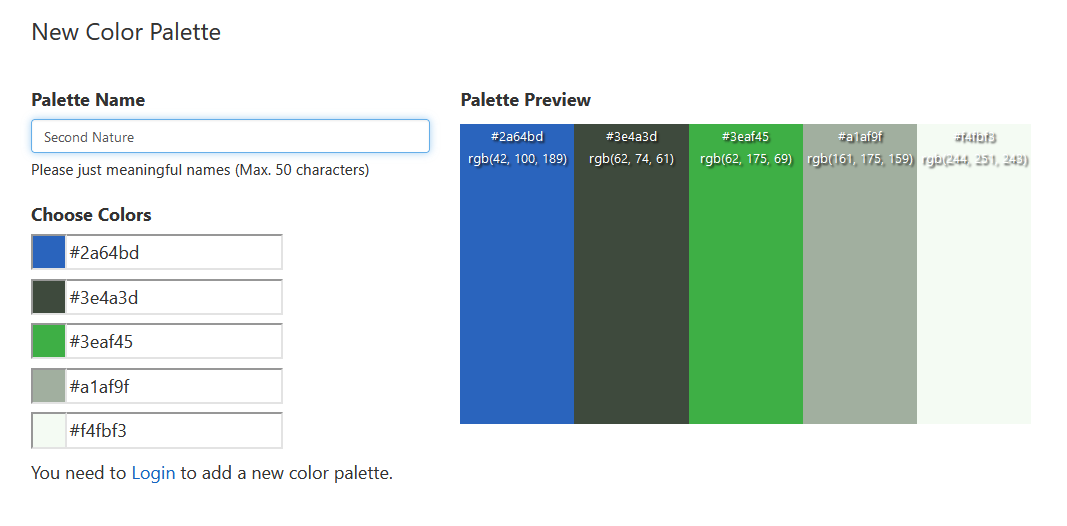 New Color Palette
Palette Name
Second Nature
Please just meaningful names (Max. 50 characters)
Choose Colors
#2a64bd
#3e4a3d
#3eaf45
#a1af9f
#f4fbf3
You need to Login to add a new color palette.
Palette Preview
#2a64bd #3e4a3d #3eaf45 #a1af9f #f4fbf3
rgb(42, 100, 189) rgb(62, 74, 61) rgb(62, 175, 69) rgb(161, 175, 159) rgb(244, 251, 243)